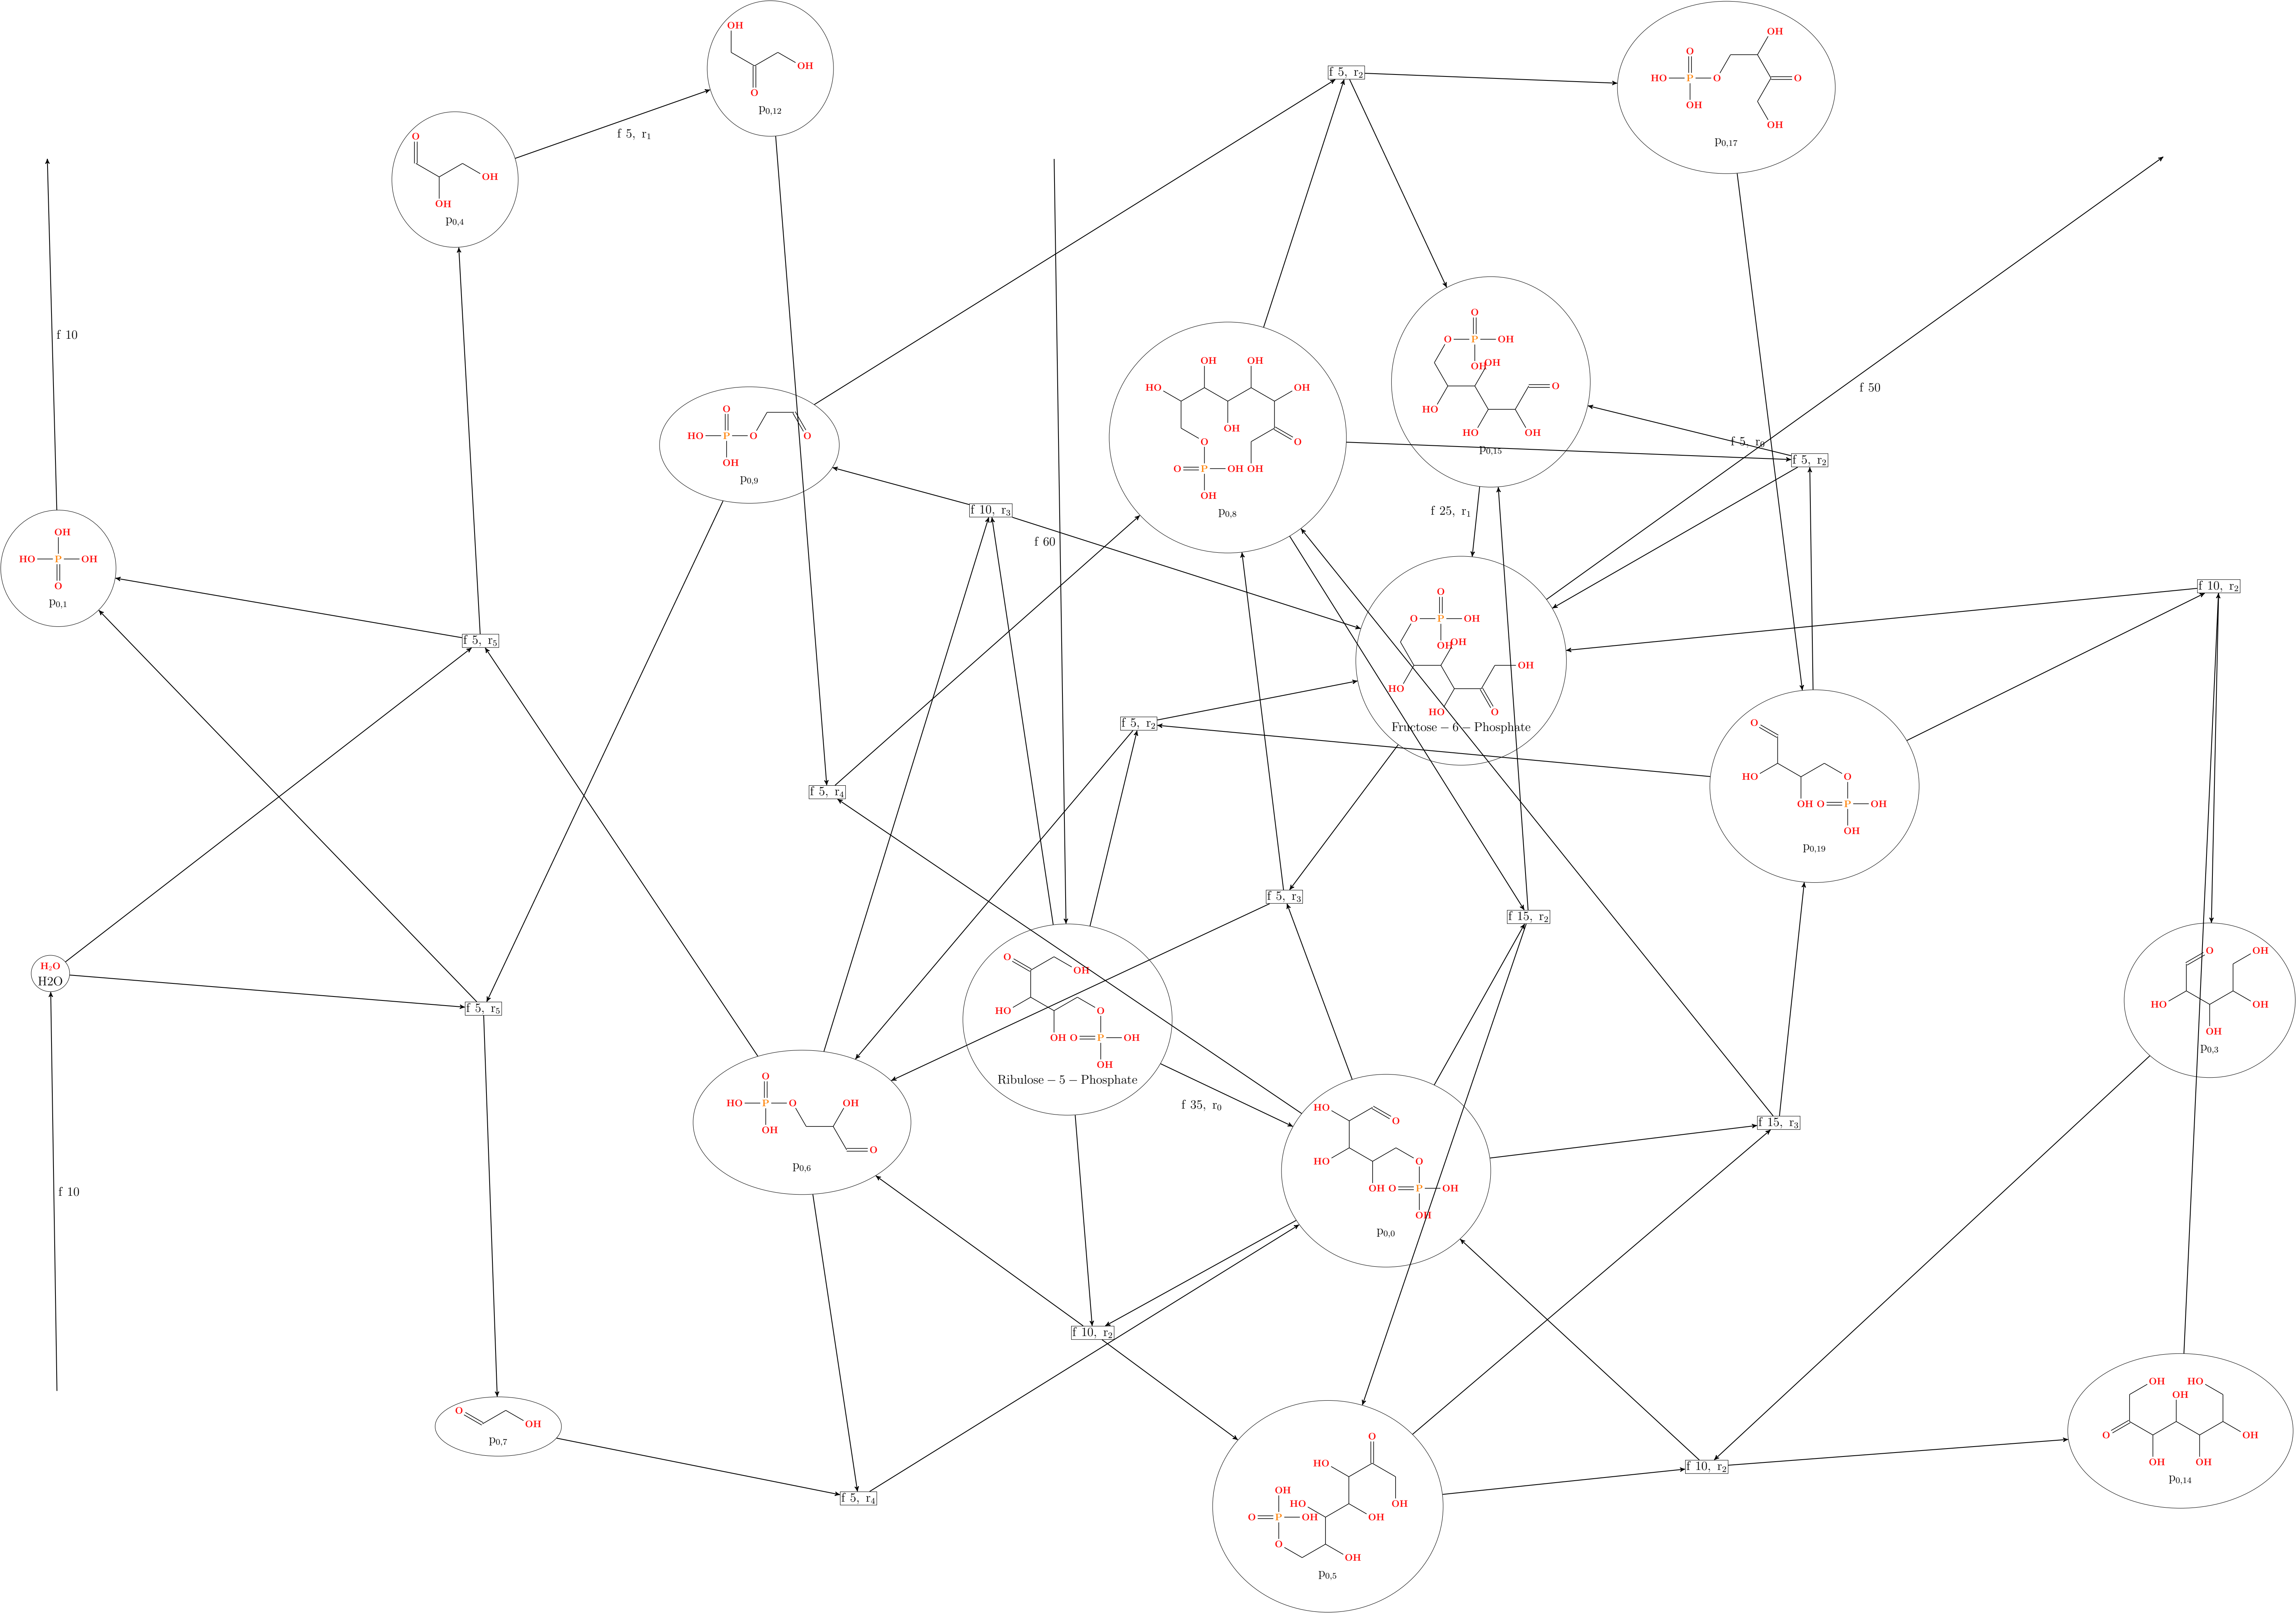 OH
OH
O
p0,12
f 5, r2
OH
O
HO P O O
OH
OH
p0,17
O
OH
OH
p0,4
f 5, r1
f 10
O
O P OH
OH OH
HO O
HO OH
p0,15
OH OH
HO OH
OH O
O
O P OH OH
OH
p0,8
f 50
O
HO P O O
OH
p0,9
f 5, r0
f 5, r2
f 10, r3
f 25, r1
f 60
OH
HO P OH
O
p0,1
f 10, r2
O
O P OH
OH OH
OH
HO
HO O
Fructose – 6 – Phosphate
f 5, r5
f 5, r2
O
HO O
OH O P OH
OH
p0,19
f 5, r4
f 5, r3
f 15, r2
O OH
HO OH
OH
p0,3
H2O
H2O
O OH
HO O
OH O P OH
OH
Ribulose – 5 – Phosphate
f 5, r5
O
HO P O OH
OH
O
p0,6
f 35, r0
HO O
HO O
OH O P OH
OH
p0,0
f 15, r3
f 10
f 10, r2
OH HO
OH
O OH
OH OH
p0,14
O
OH
p0,7
f 10, r2
f 5, r4
O
HO
OH HO OH
O P OH OH
O OH
p0,5